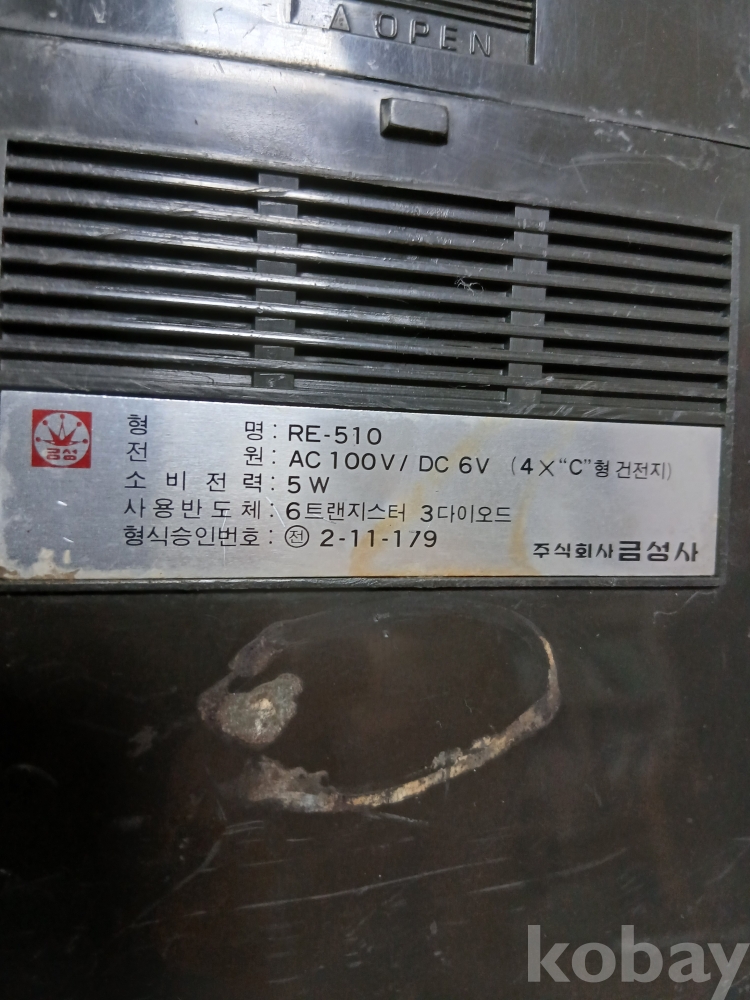 OPEN
금성
형 명 : RE-510
전 원 : AC 100V/ DC 6V (4×"C"형 건전지)
소 비 전 력 : 5W
사 용 반 도 체 : 6트랜지스터 3다이오드
형식승인번호 : ㊞ 2-11-179
주식회사 금성사
kobay